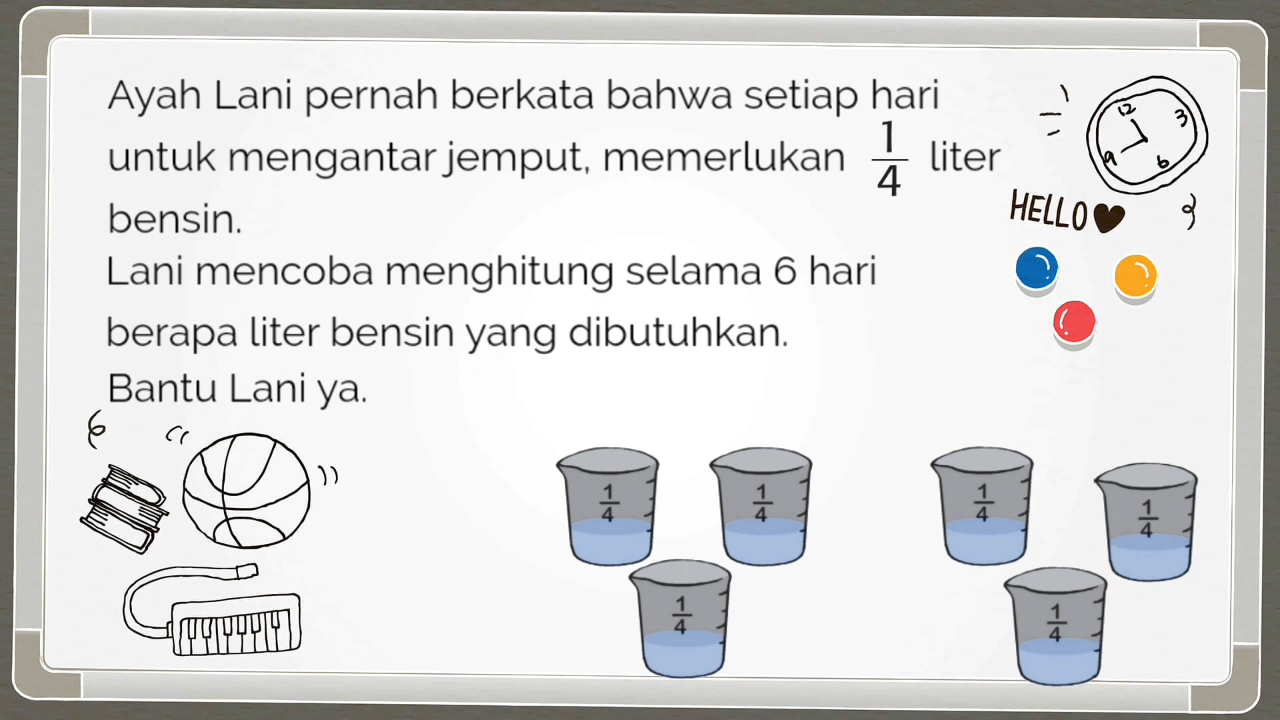 Ayah Lani pernah berkata bahwa setiap hari
untuk mengantar jemput, memerlukan 1/4 liter
bensin.
Lani mencoba menghitung selama 6 hari
berapa liter bensin yang dibutuhkan.
Bantu Lani ya.
12
3
9
6
HELLO
1/4
1/4
1/4
1/4
1/4
1/4